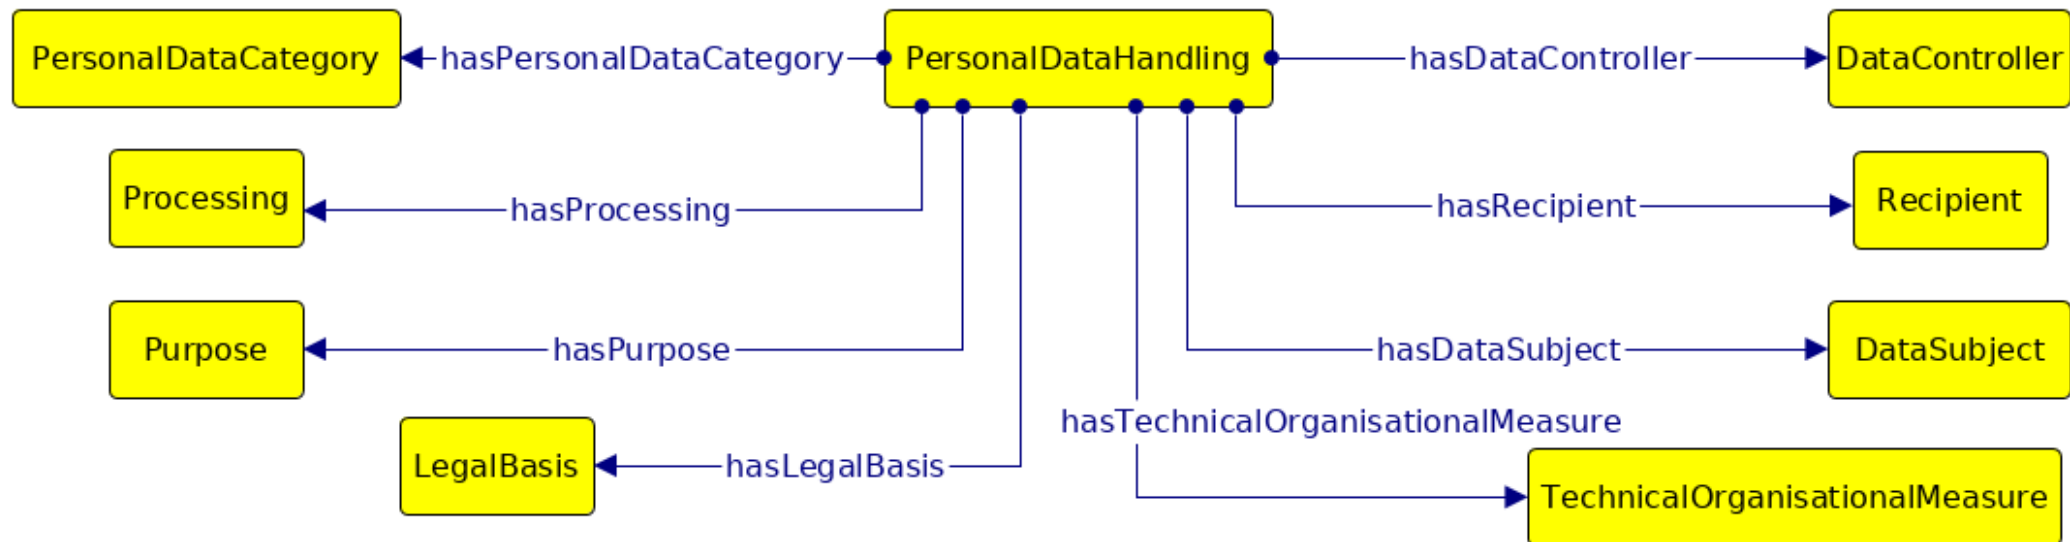 PersonalDataCategory
hasPersonalDataCategory
PersonalDataHandling
hasDataController
DataController
Processing
hasProcessing
hasRecipient
Recipient
Purpose
hasPurpose
hasDataSubject
DataSubject
hasTechnicalOrganisationalMeasure
LegalBasis
hasLegalBasis
TechnicalOrganisationalMeasure